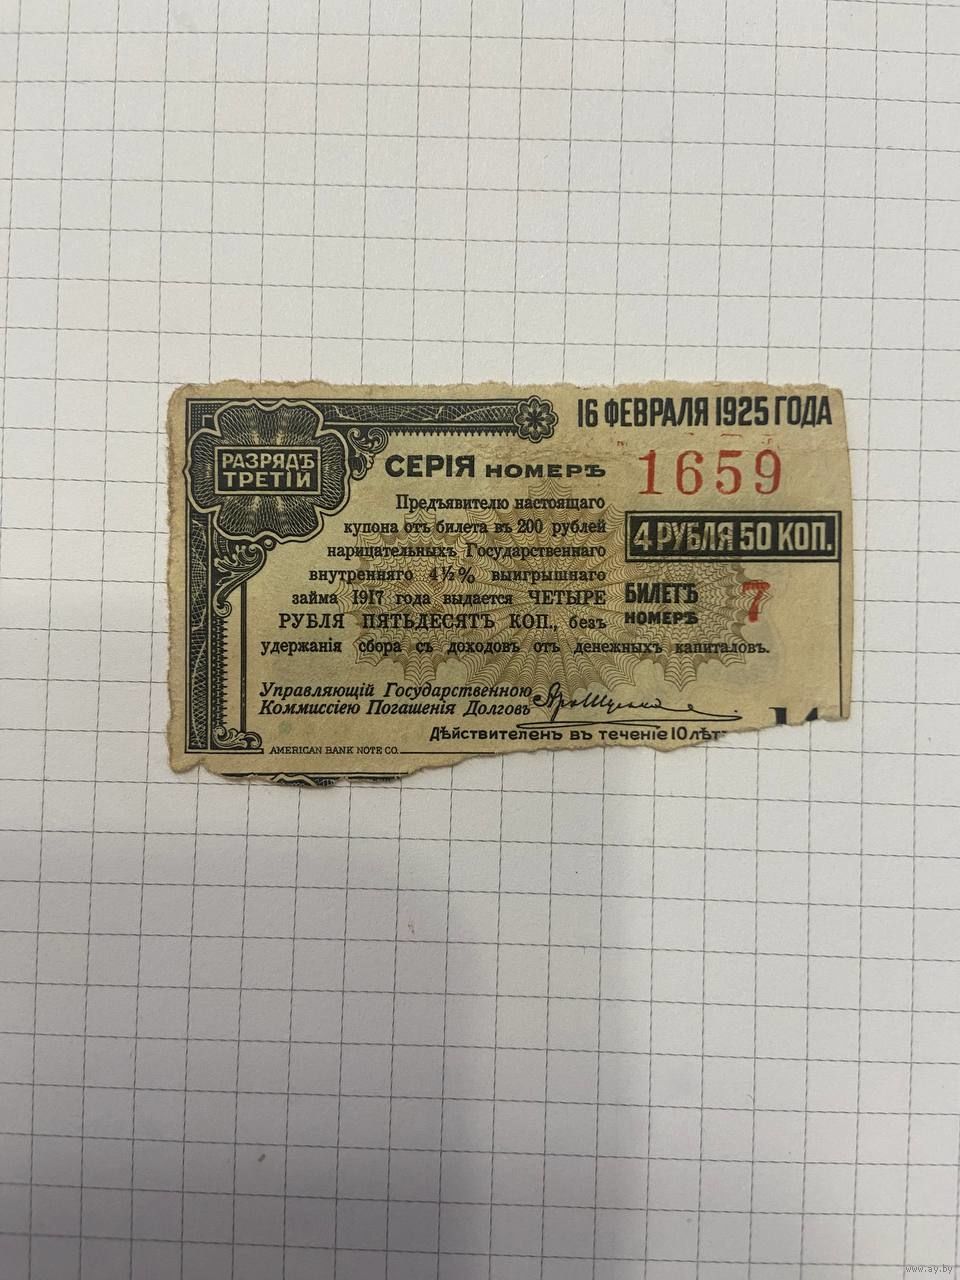 16 ФЕВРАЛЯ 1925 ГОДА
РАЗРЯДЪ
ТРЕТІЙ
СЕРІЯ НОМЕРЪ
1659
Предъявителю настоящаго
купона отъ билета въ 200 рублей
нарицательныхъ Государственнаго
внутренняго 4½% выигрышнаго
займа 1917 года выдается ЧЕТЫРЕ
РУБЛЯ ПЯТЬДЕСЯТЪ КОП., безъ
удержанія сбора съ доходовъ отъ денежныхъ капиталовъ.
4 РУБЛЯ 50 КОП.
БИЛЕТЪ
НОМЕРЪ
7
Управляющій Государственною
Коммиссіею Погашенія Долговъ
Дѣйствителенъ въ теченіе 10 лѣтъ
AMERICAN BANK NOTE CO.
www.ay.by